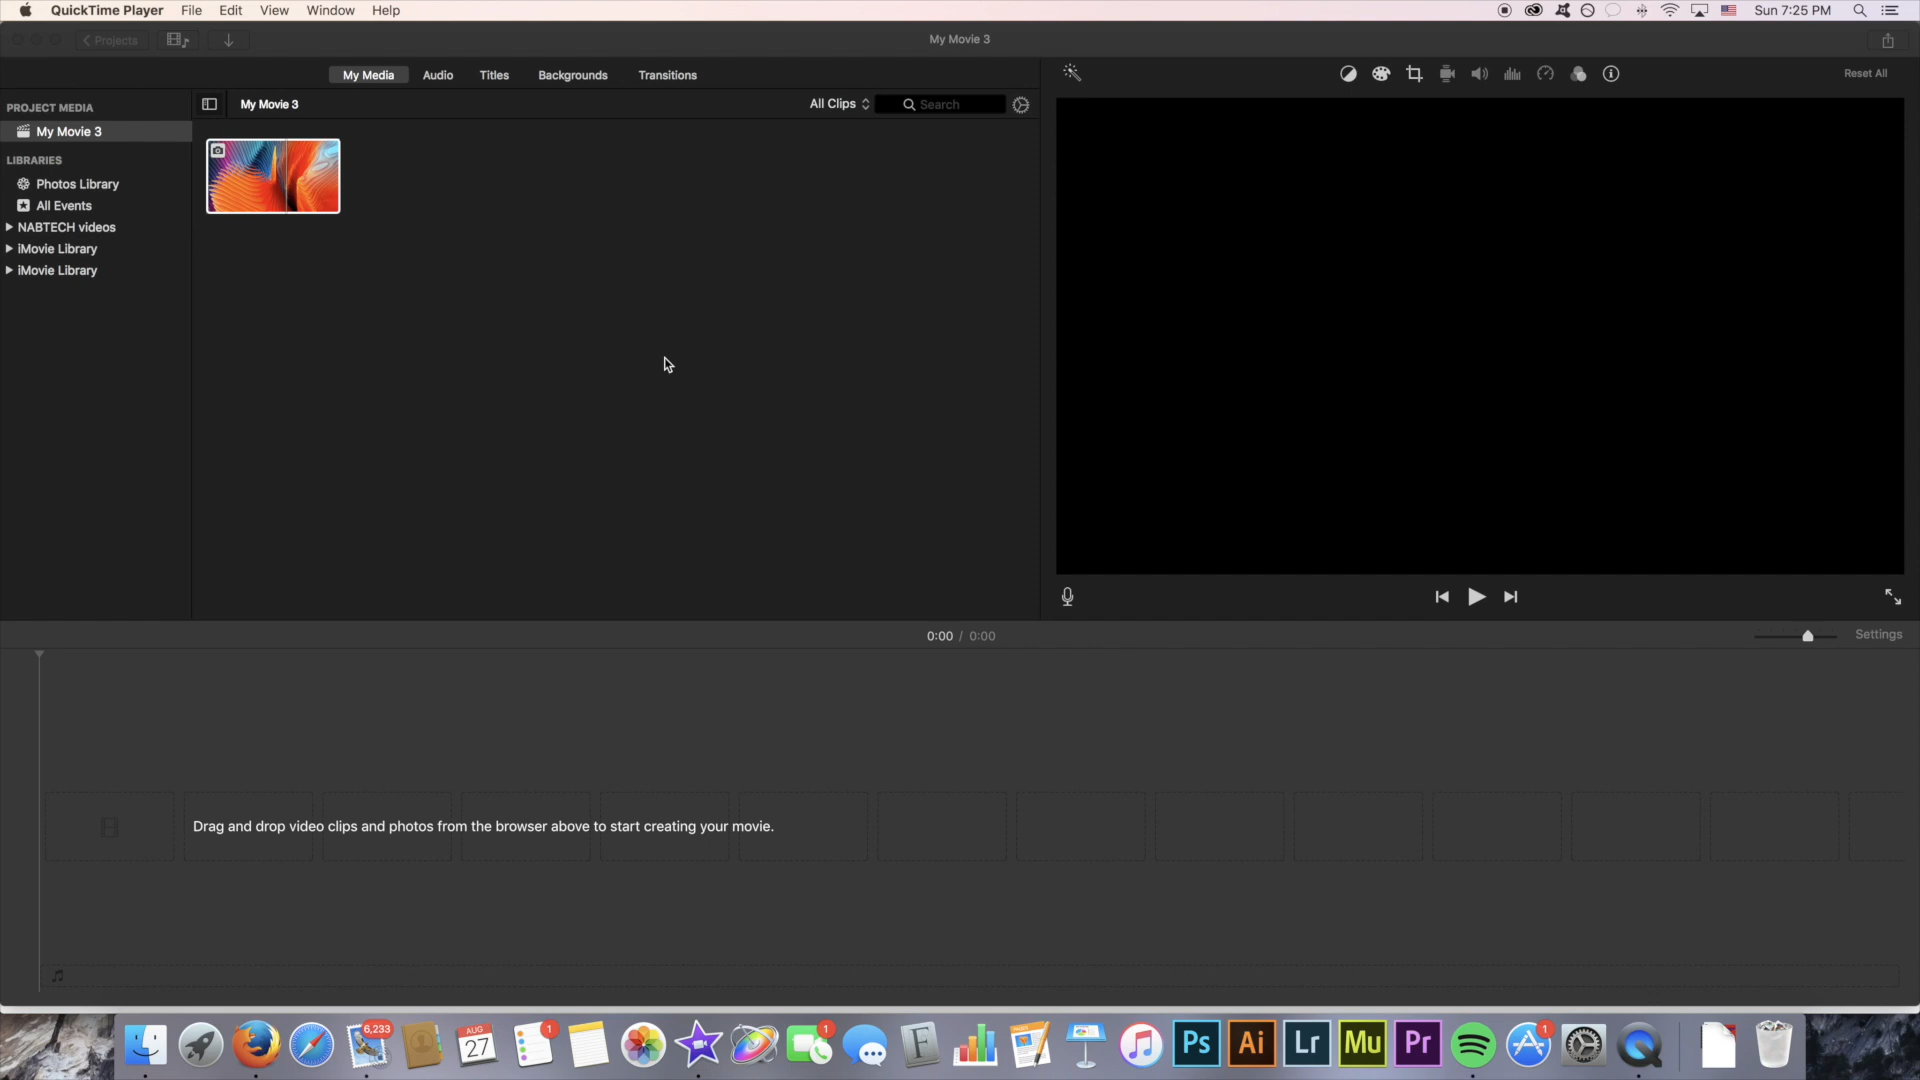 QuickTime Player File Edit View Window Help Sun 7:25 PM
Projects My Movie 3
My Media Audio Titles Backgrounds Transitions Reset All
PROJECT MEDIA
My Movie 3 All Clips Search
My Movie 3
LIBRARIES
Photos Library
All Events
NABTECH videos
iMovie Library
iMovie Library
0:00 / 0:00 Settings
Drag and drop video clips and photos from the browser above to start creating your movie.
6,233 AUG 27 1 1 F Ps Ai Lr Mu Pr 1